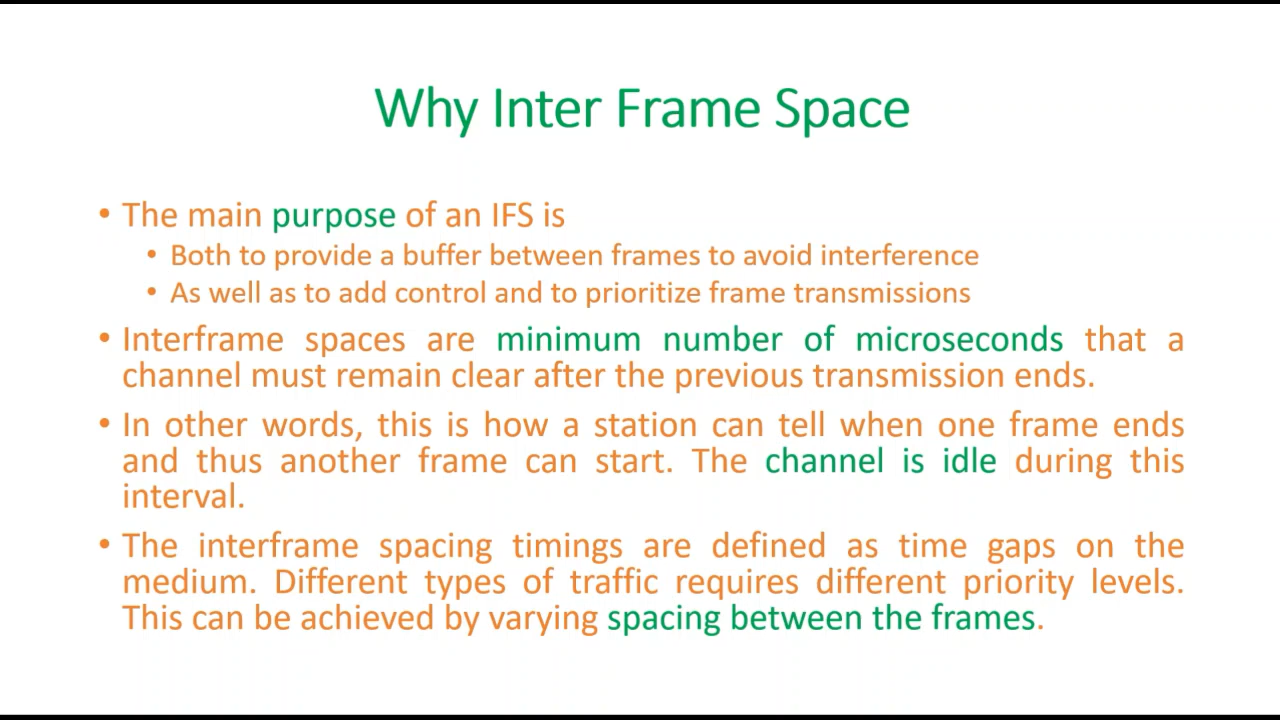 Why Inter Frame Space
• The main purpose of an IFS is
• Both to provide a buffer between frames to avoid interference
• As well as to add control and to prioritize frame transmissions
• Interframe spaces are minimum number of microseconds that a
channel must remain clear after the previous transmission ends.
• In other words, this is how a station can tell when one frame ends
and thus another frame can start. The channel is idle during this
interval.
• The interframe spacing timings are defined as time gaps on the
medium. Different types of traffic requires different priority levels.
This can be achieved by varying spacing between the frames.